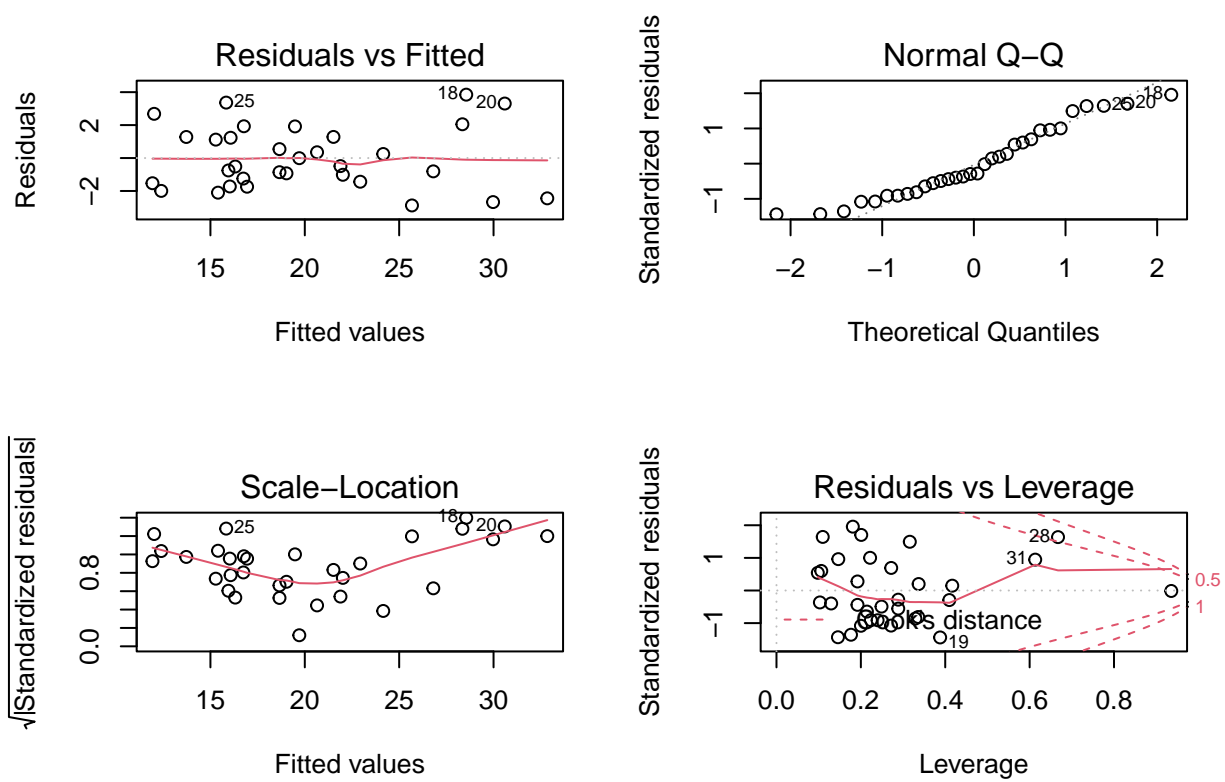 Residuals vs Fitted
Residuals
2
−2
25
18
20
15 20 25 30
Fitted values
Normal Q−Q
Standardized residuals
1
−1
18
25 20
−2 −1 0 1 2
Theoretical Quantiles
Scale−Location
√|Standardized residuals|
0.8
0.0
25
18
20
15 20 25 30
Fitted values
Residuals vs Leverage
Standardized residuals
1
−1
28
31
19
k's distance
0.5
1
0.0 0.2 0.4 0.6 0.8
Leverage